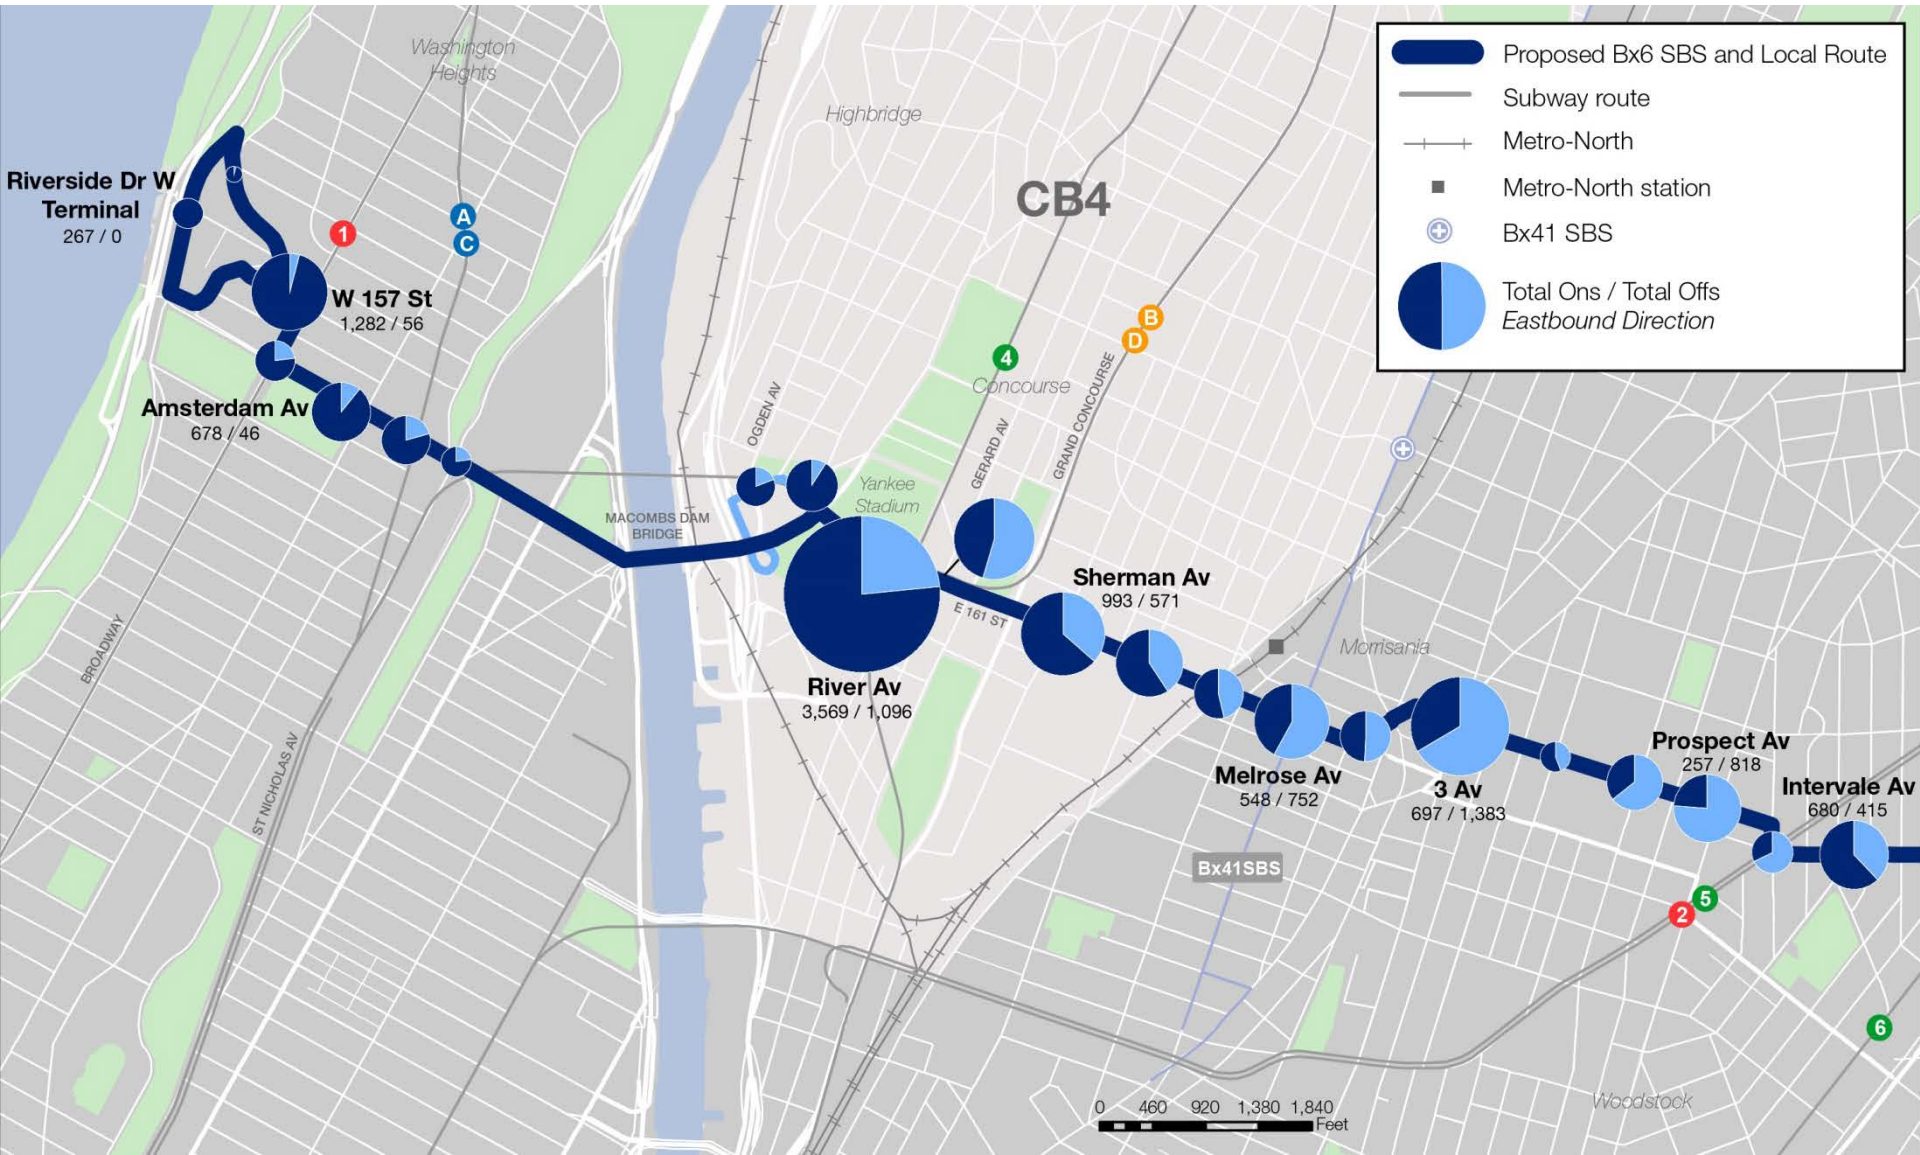 Washington
Heights
Highbridge
CB4
Proposed Bx6 SBS and Local Route
Subway route
Metro-North
Metro-North station
Bx41 SBS
Total Ons / Total Offs
Eastbound Direction
Riverside Dr W
Terminal
267 / 0
1
A
C
W 157 St
1,282 / 56
B
D
4
Concourse
Amsterdam Av
678 / 46
OGDEN AV
GERARD AV
GRAND CONCOURSE
Yankee
Stadium
MACOMBS DAM
BRIDGE
Sherman Av
993 / 571
E 161 ST
BROADWAY
Morrisania
River Av
3,569 / 1,096
ST NICHOLAS AV
Melrose Av
548 / 752
3 Av
697 / 1,383
Prospect Av
257 / 818
Intervale Av
680 / 415
Bx41SBS
5
2
6
Woodstock
0 460 920 1,380 1,840
Feet